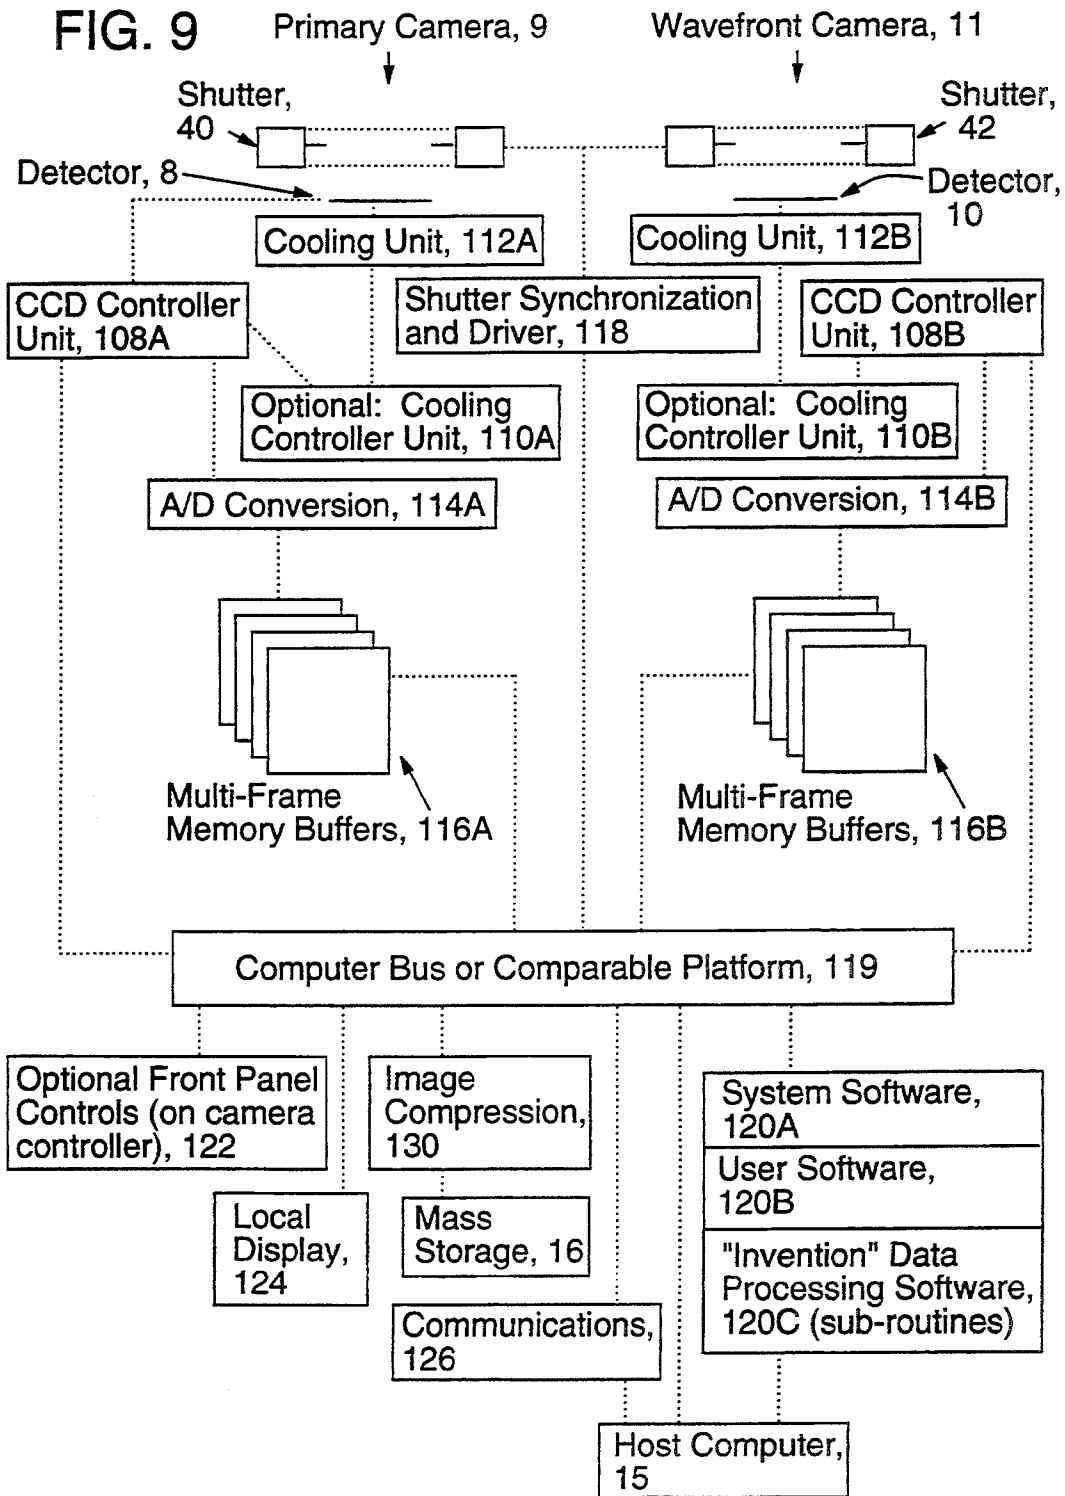 FIG. 9
Primary Camera, 9
Wavefront Camera, 11
Shutter,
40
Shutter,
42
Detector, 8
Detector,
10
Cooling Unit, 112A
Cooling Unit, 112B
CCD Controller
Unit, 108A
Shutter Synchronization
and Driver, 118
CCD Controller
Unit, 108B
Optional: Cooling
Controller Unit, 110A
Optional: Cooling
Controller Unit, 110B
A/D Conversion, 114A
A/D Conversion, 114B
Multi-Frame
Memory Buffers, 116A
Multi-Frame
Memory Buffers, 116B
Computer Bus or Comparable Platform, 119
Optional Front Panel
Controls (on camera
controller), 122
Image
Compression,
130
System Software,
120A
User Software,
120B
"Invention" Data
Processing Software,
120C (sub-routines)
Local
Display,
124
Mass
Storage, 16
Communications,
126
Host Computer,
15